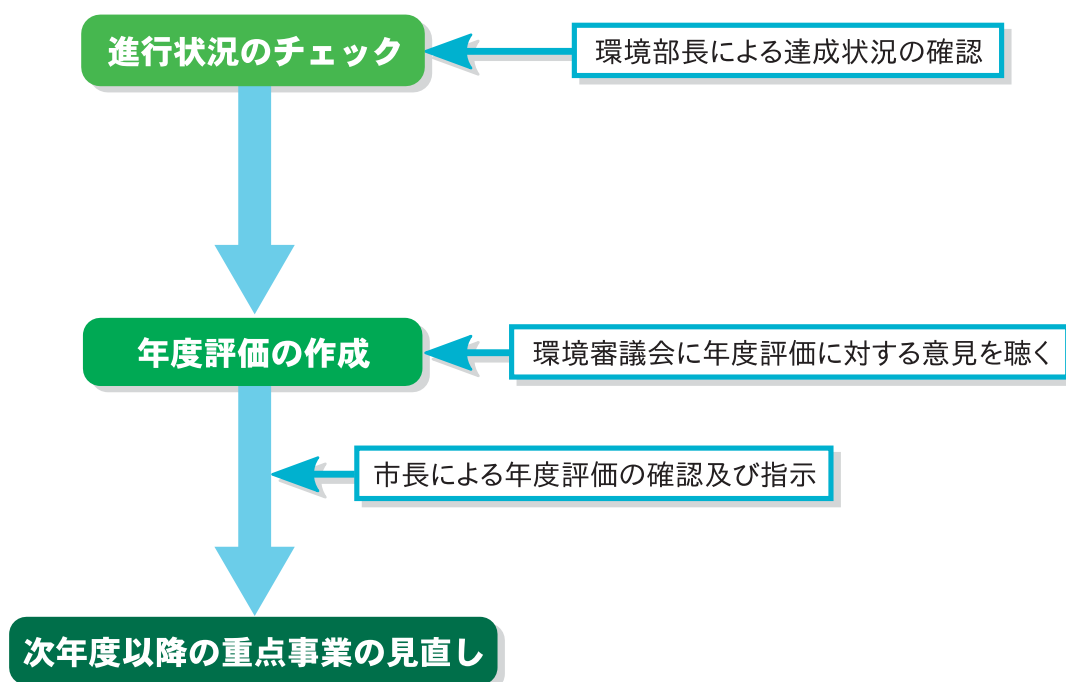 進行状況のチェック
環境部長による達成状況の確認
年度評価の作成
環境審議会に年度評価に対する意見を聴く
市長による年度評価の確認及び指示
次年度以降の重点事業の見直し